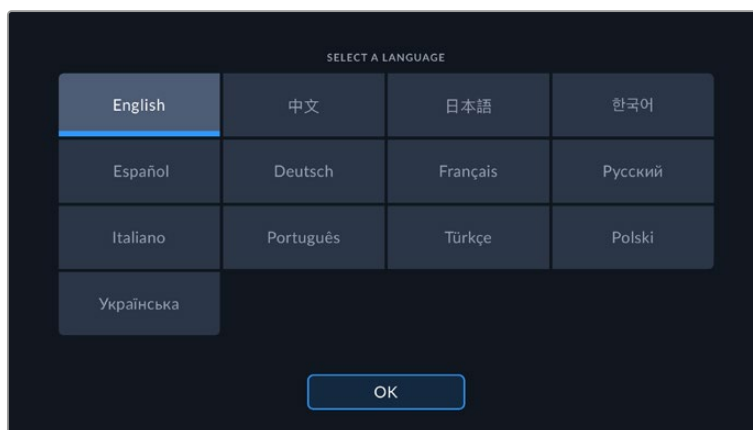 SELECT A LANGUAGE
English 中文 日本語 한국어
Español Deutsch Français Русский
Italiano Português Türkçe Polski
Українська
OK